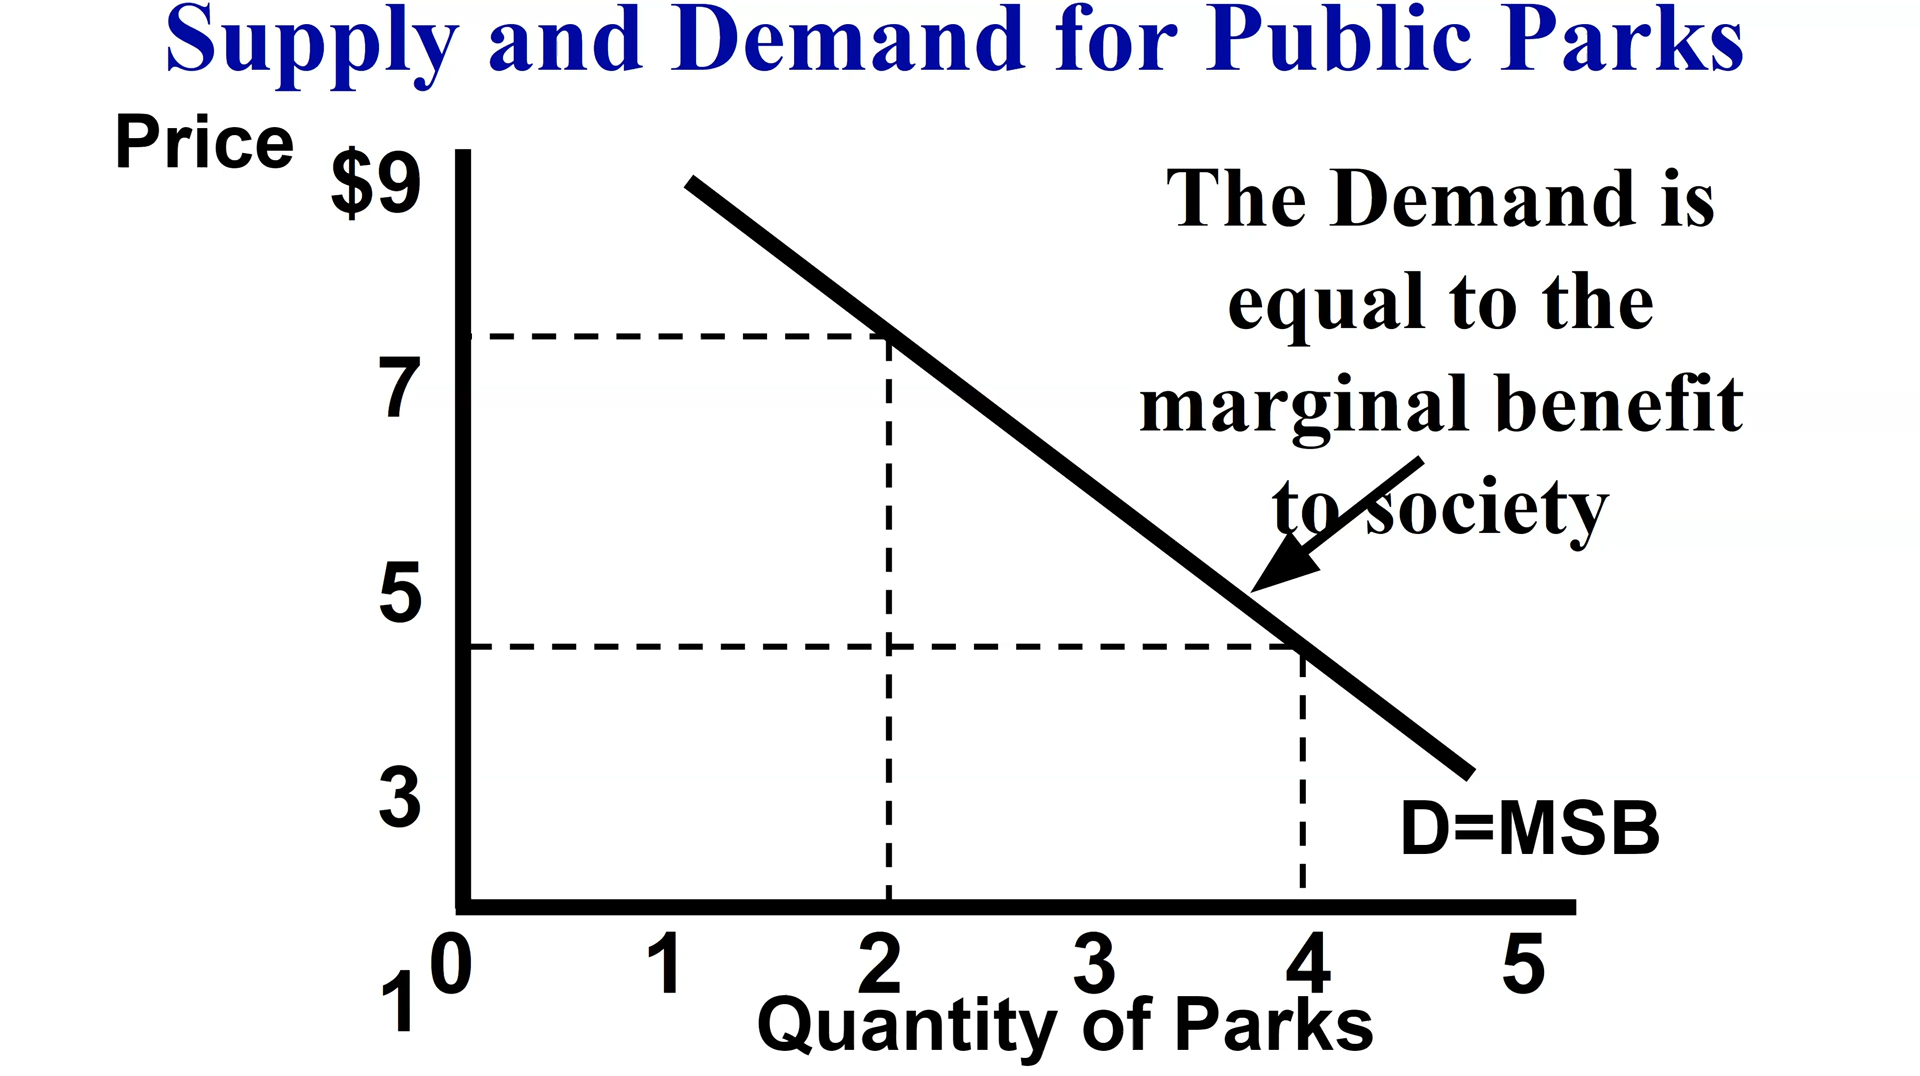 Supply and Demand for Public Parks
Price
$9
The Demand is
equal to the
marginal benefit
to society
7
5
3
D=MSB
0 1 2 3 4 5
1
Quantity of Parks